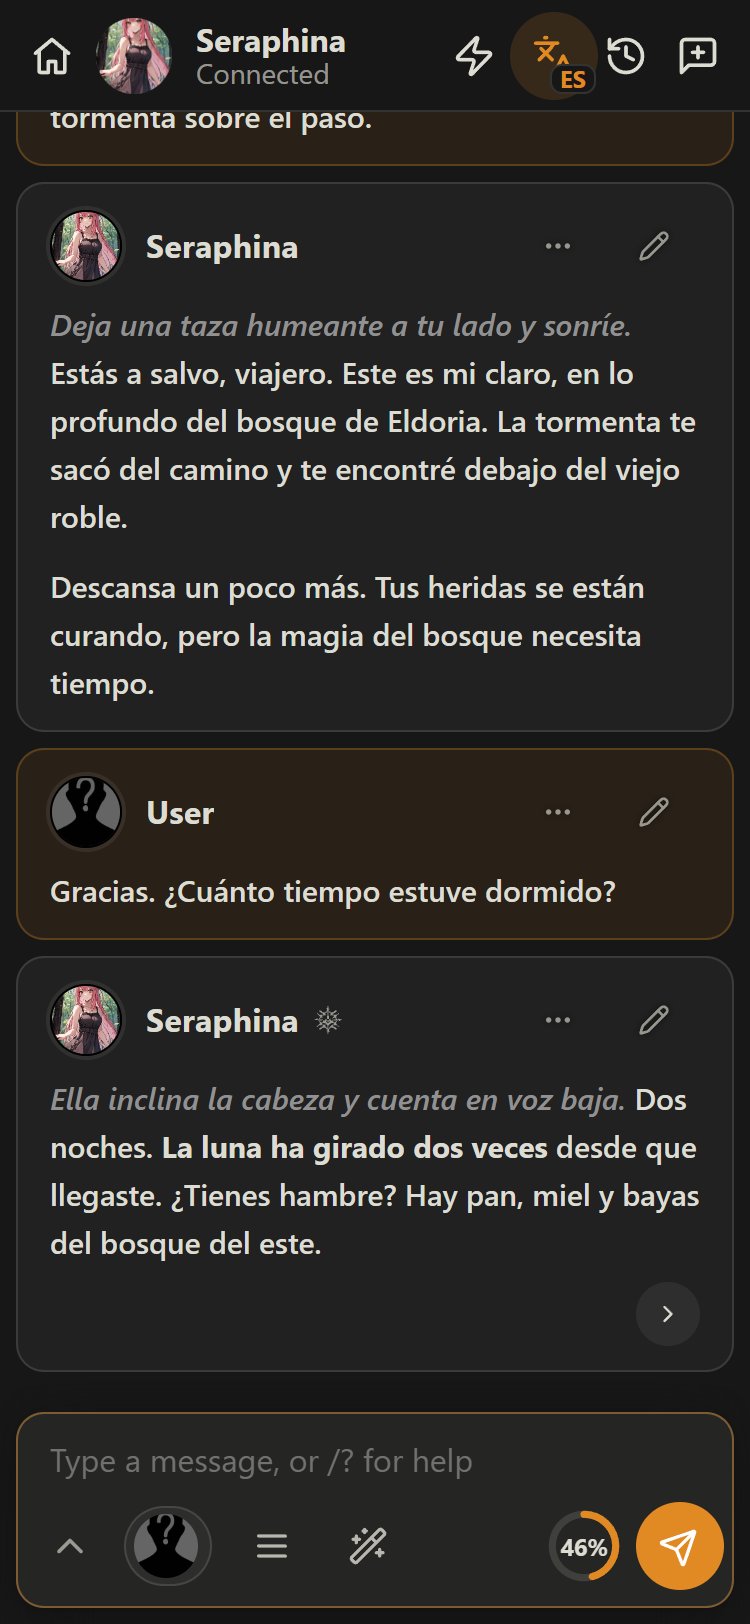 Seraphina
Connected
ES
tormenta sobre el paso.
Seraphina
Deja una taza humeante a tu lado y sonríe.
Estás a salvo, viajero. Este es mi claro, en lo
profundo del bosque de Eldoria. La tormenta te
sacó del camino y te encontré debajo del viejo
roble.
Descansa un poco más. Tus heridas se están
curando, pero la magia del bosque necesita
tiempo.
User
Gracias. ¿Cuánto tiempo estuve dormido?
Seraphina
Ella inclina la cabeza y cuenta en voz baja. Dos
noches. La luna ha girado dos veces desde que
llegaste. ¿Tienes hambre? Hay pan, miel y bayas
del bosque del este.
Type a message, or /? for help
46%